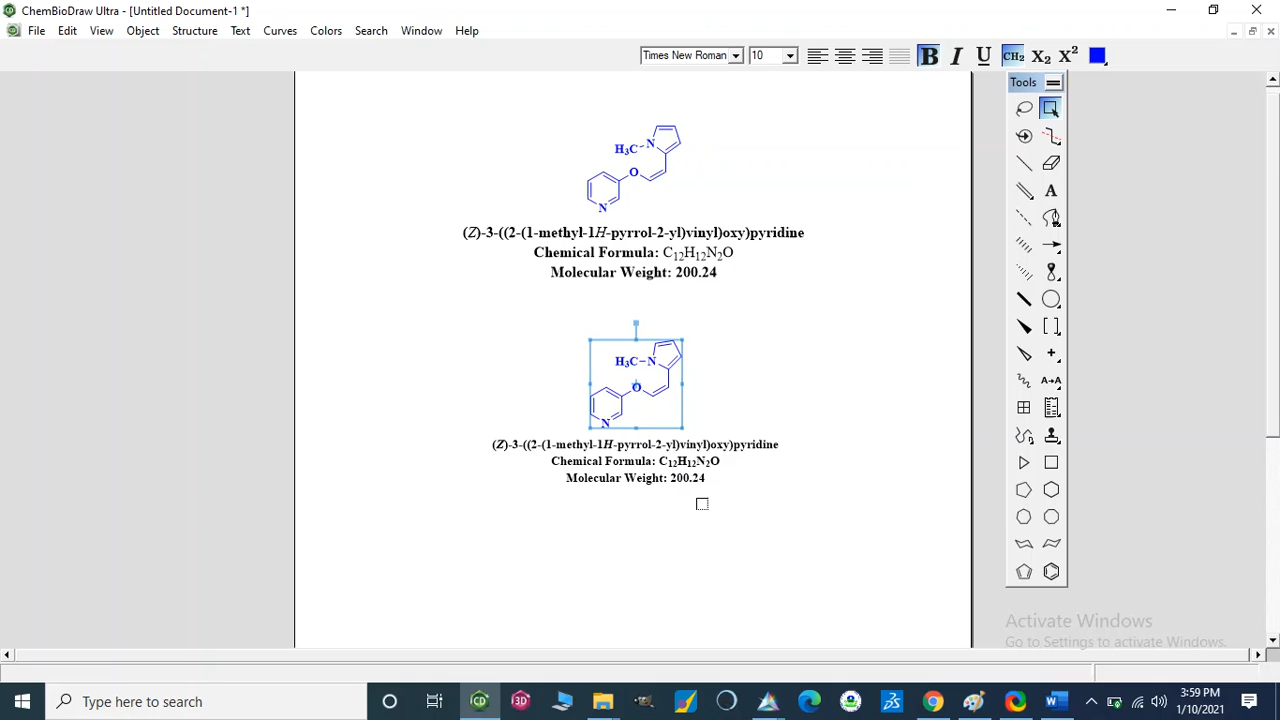 ChemBioDraw Ultra - [Untitled Document-1 *]
File Edit View Object Structure Text Curves Colors Search Window Help
Times New Roman 10 B I U CH₂ X₂ X²
Tools
A
A→A
H₃C N
O
N
(Z)-3-((2-(1-methyl-1H-pyrrol-2-yl)vinyl)oxy)pyridine
Chemical Formula: C₁₂H₁₂N₂O
Molecular Weight: 200.24
H₃C N
O
N
(Z)-3-((2-(1-methyl-1H-pyrrol-2-yl)vinyl)oxy)pyridine
Chemical Formula: C₁₂H₁₂N₂O
Molecular Weight: 200.24
Activate Windows
Go to Settings to activate Windows.
Type here to search
3:59 PM
1/10/2021